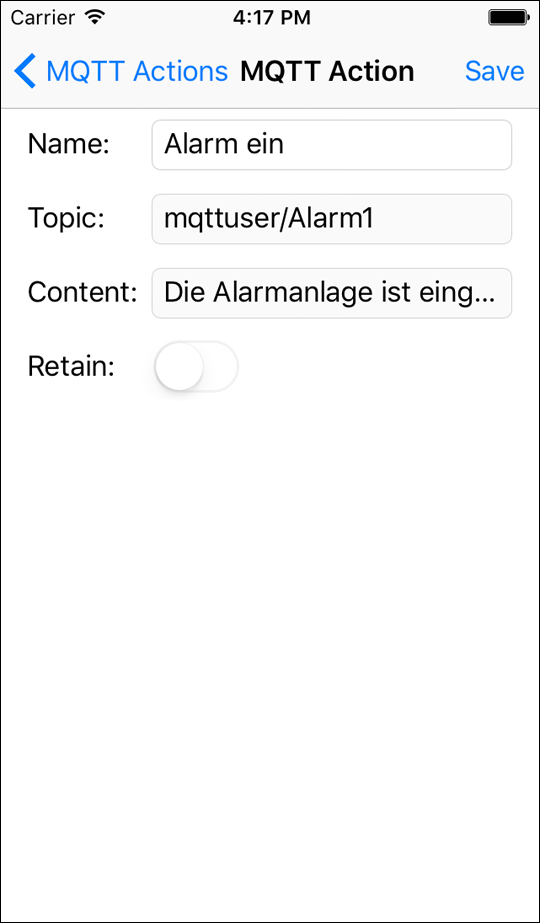 Carrier 4:17 PM
MQTT Actions MQTT Action Save
Name: Alarm ein
Topic: mqttuser/Alarm1
Content: Die Alarmanlage ist eing...
Retain: